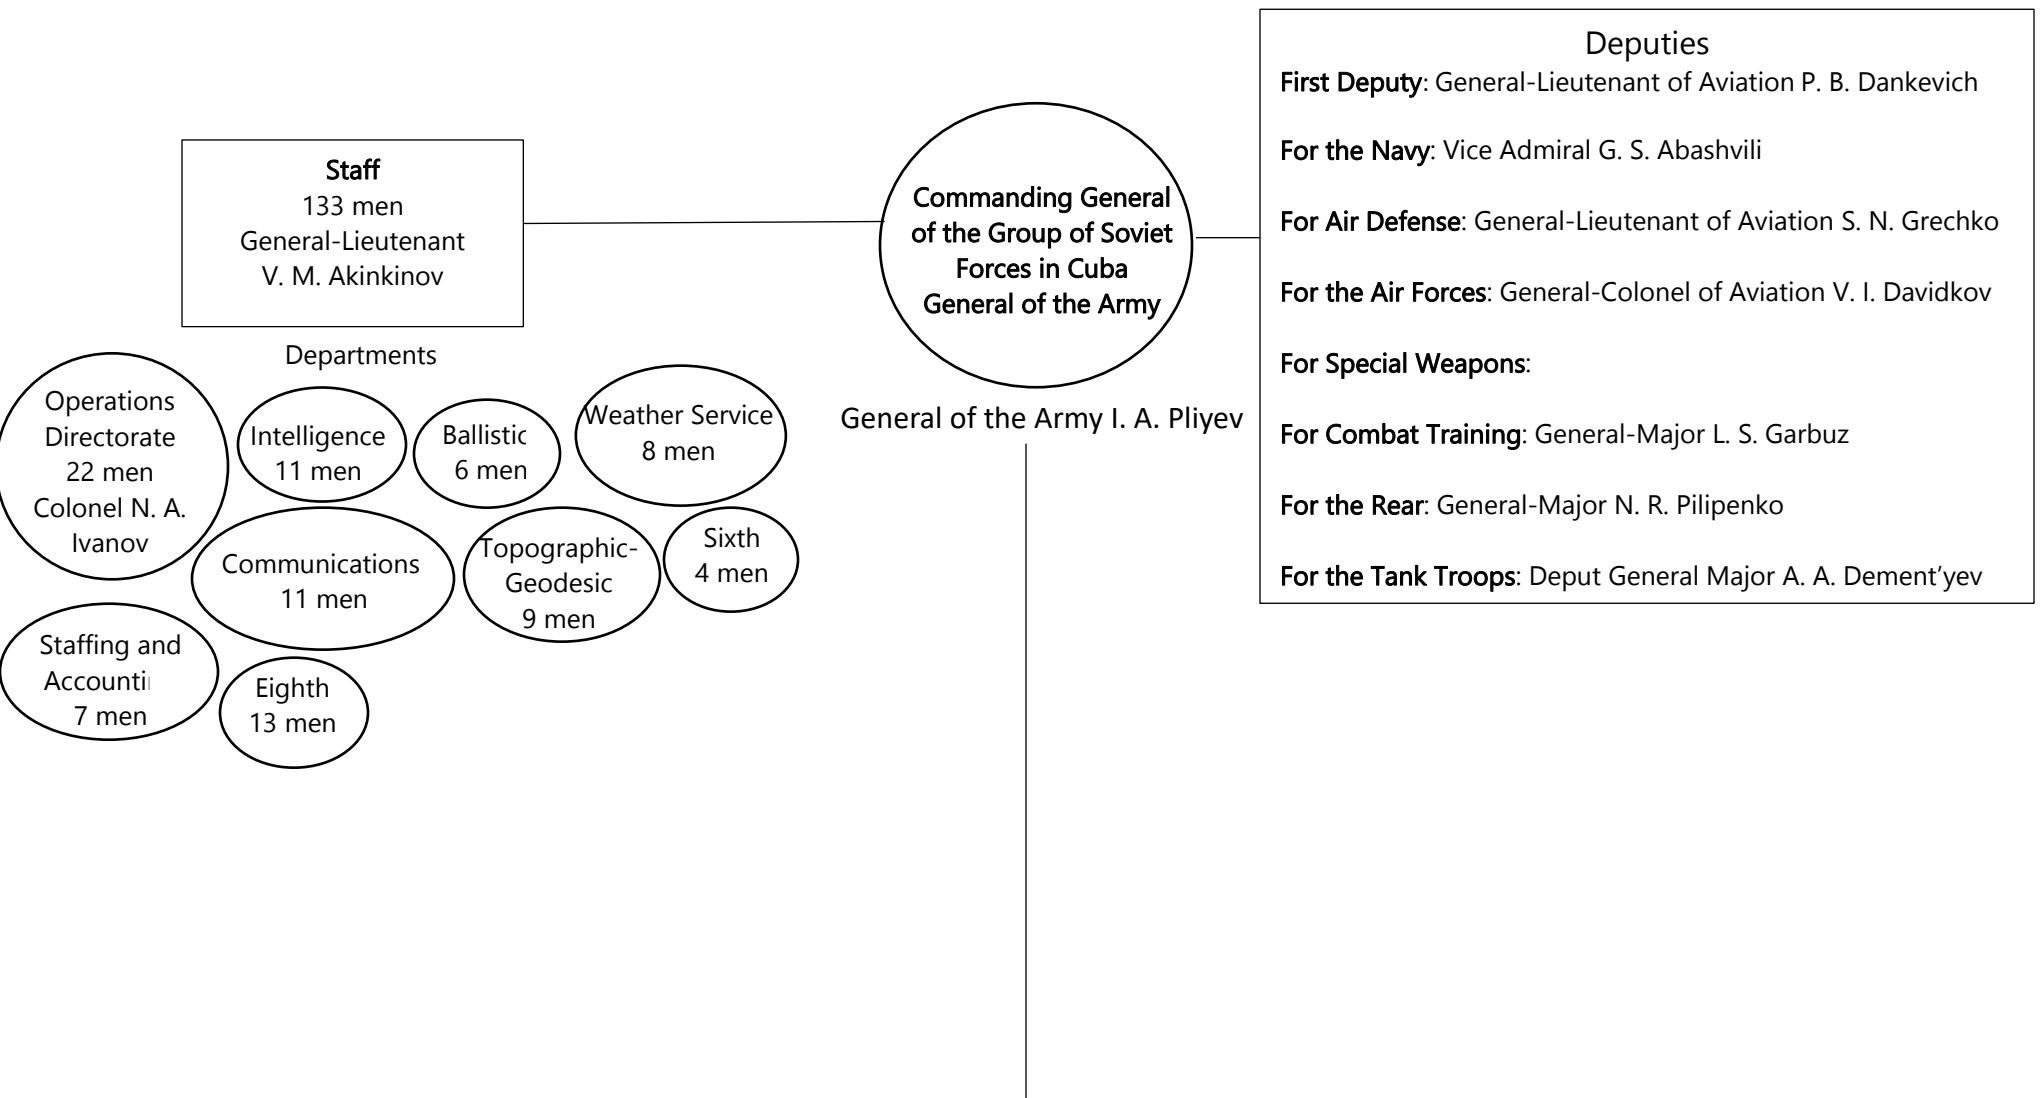 Staff
133 men
General-Lieutenant
V. M. Akinkinov
Departments
Operations
Directorate
22 men
Colonel N. A.
Ivanov
Intelligence
11 men
Ballistic
6 men
Weather Service
8 men
Communications
11 men
Topographic-
Geodesic
9 men
Sixth
4 men
Staffing and
Accounti
7 men
Eighth
13 men
Commanding General
of the Group of Soviet
Forces in Cuba
General of the Army
General of the Army I. A. Pliyev
Deputies
First Deputy: General-Lieutenant of Aviation P. B. Dankevich
For the Navy: Vice Admiral G. S. Abashvili
For Air Defense: General-Lieutenant of Aviation S. N. Grechko
For the Air Forces: General-Colonel of Aviation V. I. Davidkov
For Special Weapons:
For Combat Training: General-Major L. S. Garbuz
For the Rear: General-Major N. R. Pilipenko
For the Tank Troops: Deput General Major A. A. Dement’yev